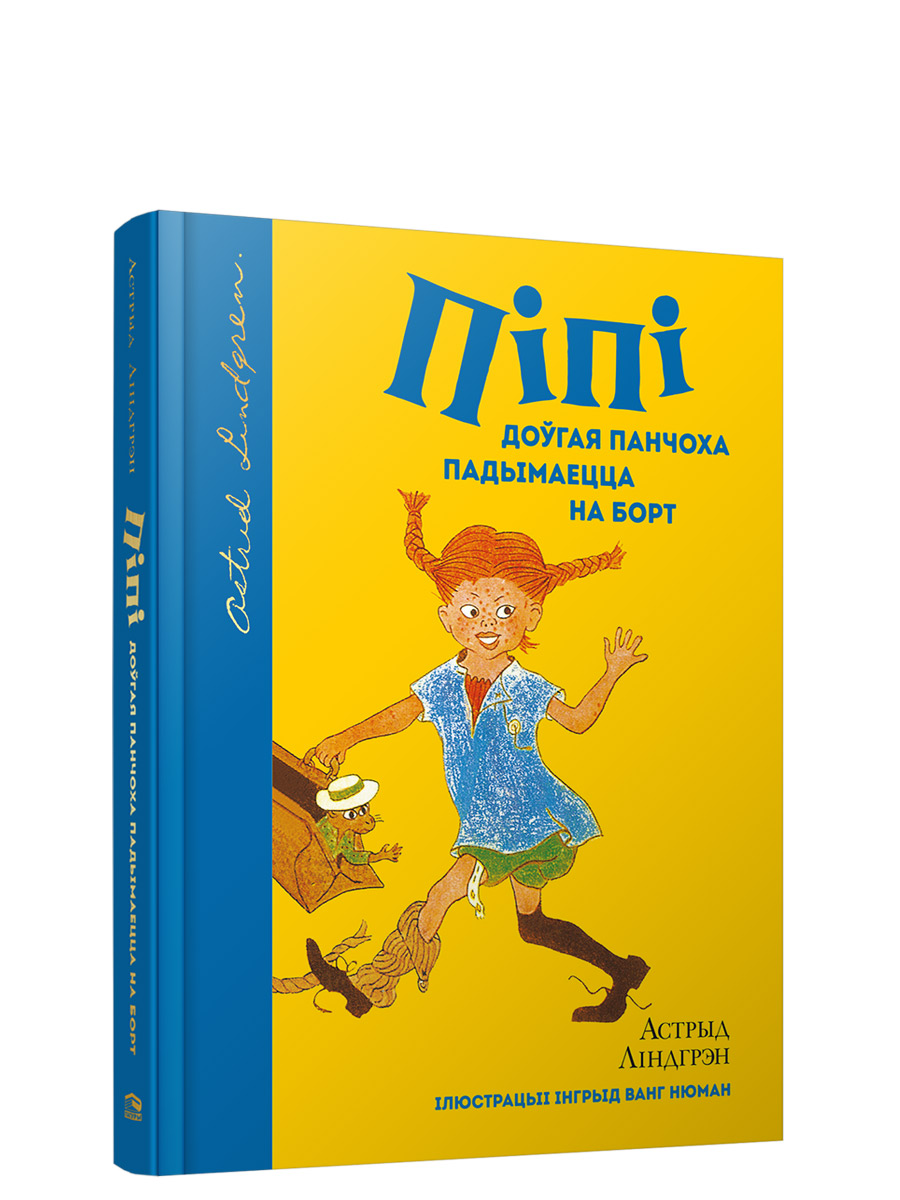 Піпі
ДОЎГАЯ ПАНЧОХА
ПАДЫМАЕЦЦА
НА БОРТ
АСТРЫД
ЛІНДГРЭН
ІЛЮСТРАЦЫІ ІНГРЫД ВАНГ НЮМАН
Astrid Lindgren.
АСТРЫД ЛІНДГРЭН
Піпі ДОЎГАЯ ПАНЧОХА ПАДЫМАЕЦЦА НА БОРТ